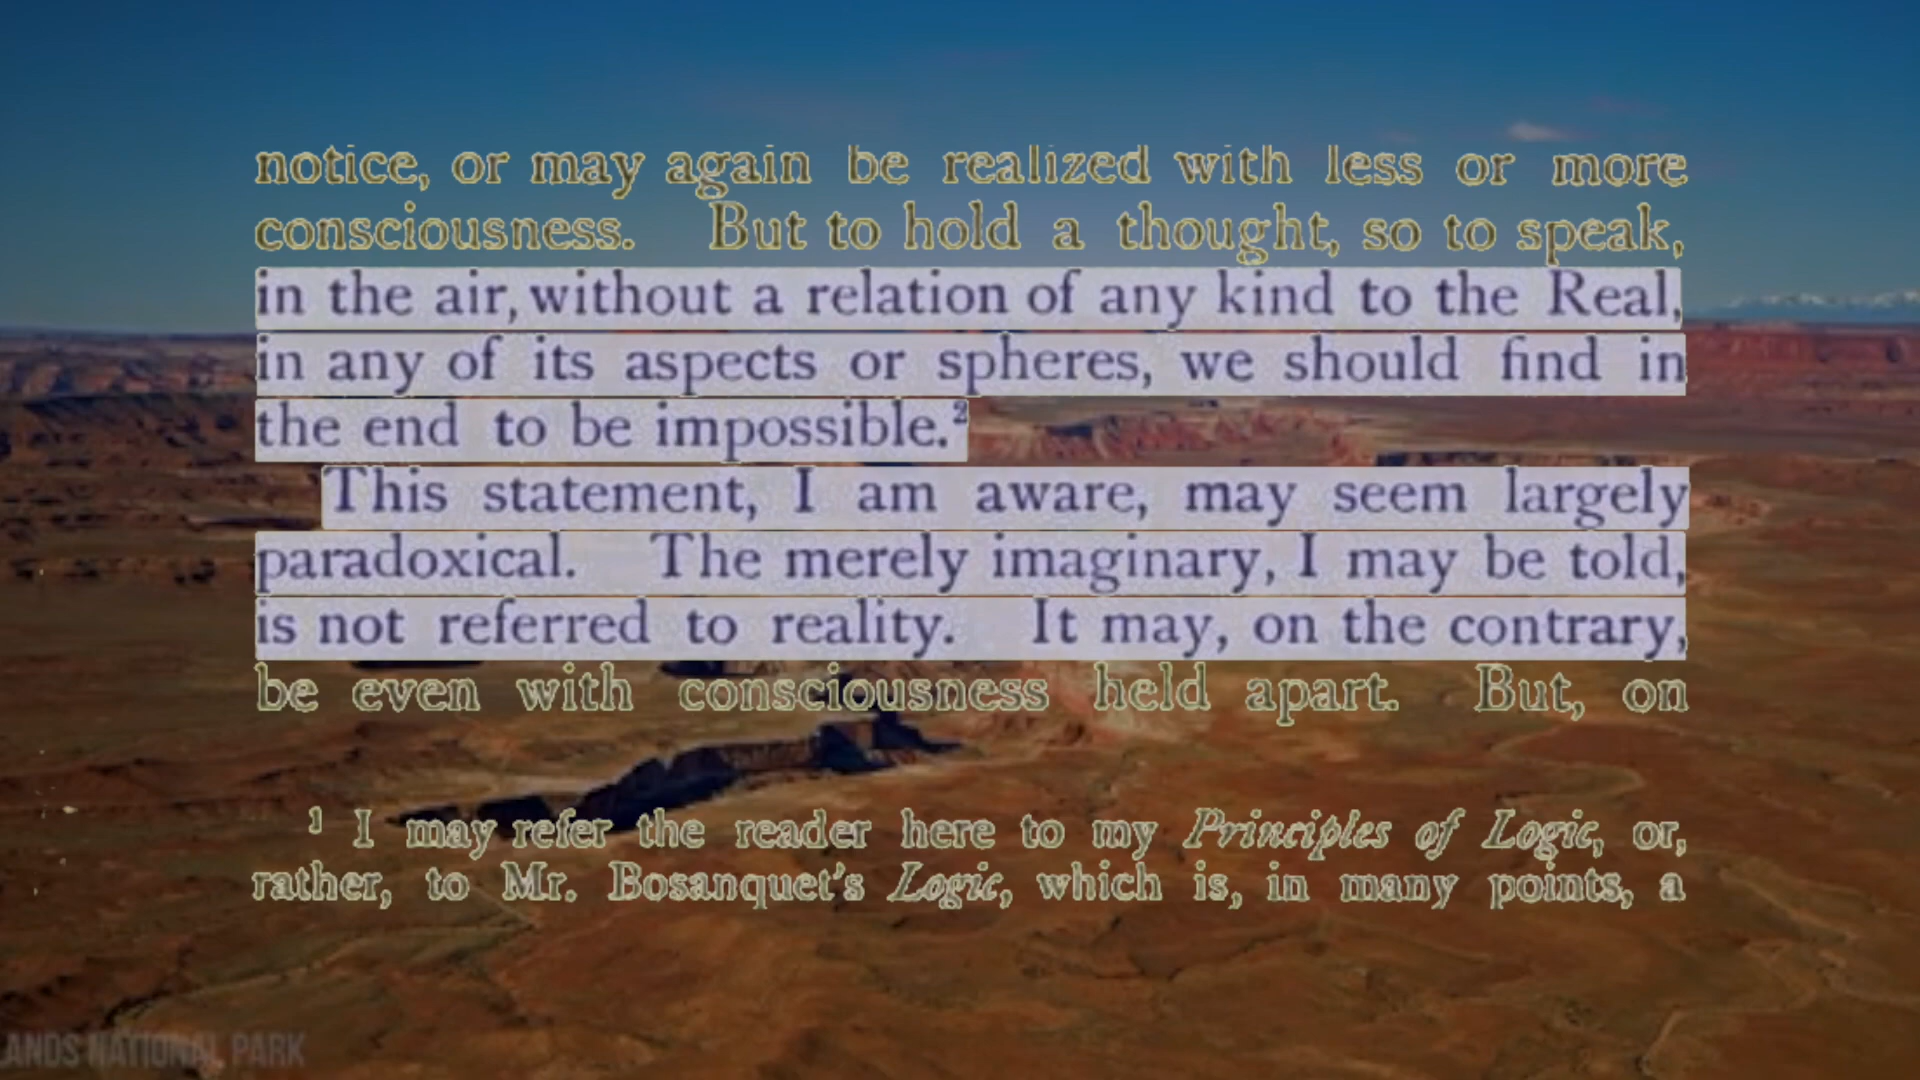 notice, or may again be realized with less or more
consciousness. But to hold a thought, so to speak,
in the air, without a relation of any kind to the Real,
in any of its aspects or spheres, we should find in
the end to be impossible.²
This statement, I am aware, may seem largely
paradoxical. The merely imaginary, I may be told,
is not referred to reality. It may, on the contrary,
be even with consciousness held apart. But, on
¹ I may refer the reader here to my Principles of Logic, or,
rather, to Mr. Bosanquet's Logic, which is, in many points, a
ANDS NATIONAL PARK